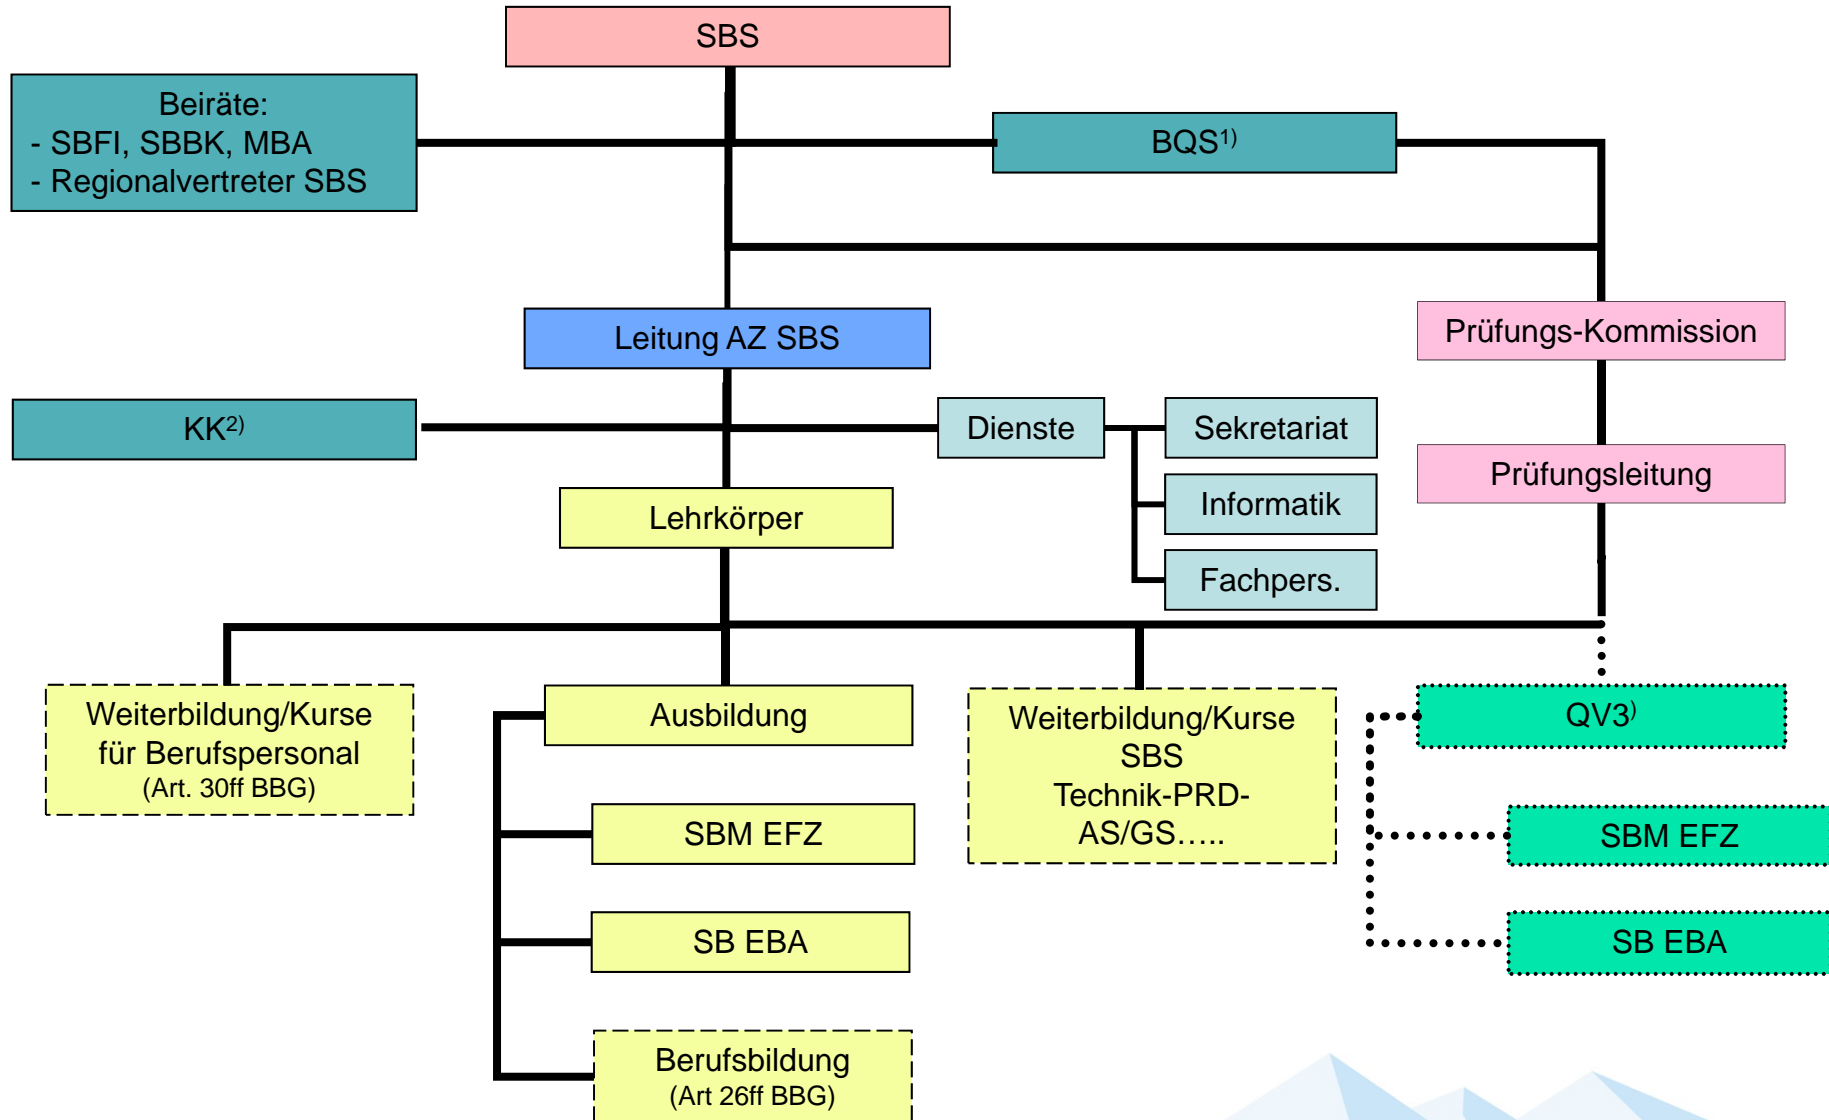 SBS
Beiräte:
- SBFI, SBBK, MBA
- Regionalvertreter SBS
BQS1)
Leitung AZ SBS
Prüfungs-Kommission
KK2)
Dienste
Sekretariat
Prüfungsleitung
Informatik
Lehrkörper
Fachpers.
Weiterbildung/Kurse
für Berufspersonal
(Art. 30ff BBG)
Ausbildung
SBM EFZ
SB EBA
Berufsbildung
(Art 26ff BBG)
Weiterbildung/Kurse
SBS
Technik-PRD-
AS/GS…..
QV3)
SBM EFZ
SB EBA